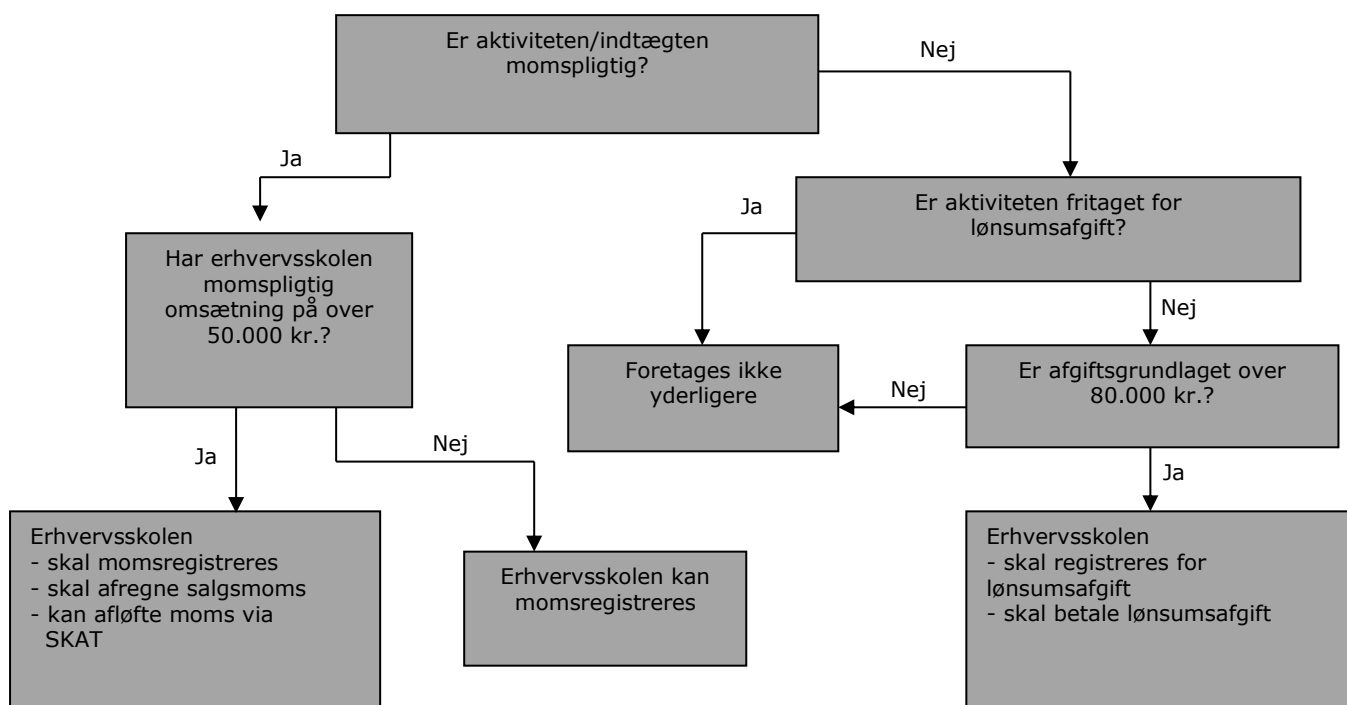 Er aktiviteten/indtægten
momspligtig?
Nej
Ja
Er aktiviteten fritaget for
lønsumsafgift?
Ja
Har erhvervsskolen
momspligtig
omsætning på over
50.000 kr.?
Nej
Foretages ikke
yderligere
Er afgiftsgrundlaget over
80.000 kr.?
Nej
Nej
Ja
Ja
Erhvervsskolen
- skal momsregistreres
- skal afregne salgsmoms
- kan afløfte moms via
SKAT
Erhvervsskolen kan
momsregistreres
Erhvervsskolen
- skal registreres for
lønsumsafgift
- skal betale lønsumsafgift